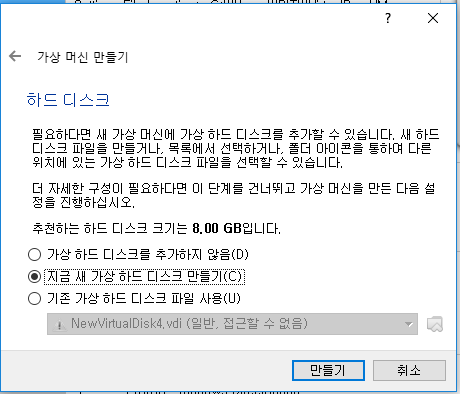 가상 머신 만들기
하드 디스크
필요하다면 새 가상 머신에 가상 하드 디스크를 추가할 수 있습니다. 새 하드
디스크 파일을 만들거나, 목록에서 선택하거나, 폴더 아이콘을 통하여 다른
위치에 있는 가상 하드 디스크 파일을 선택할 수 있습니다.
더 자세한 구성이 필요하다면 이 단계를 건너뛰고 가상 머신을 만든 다음 설
정을 진행하십시오.
추천하는 하드 디스크 크기는 8.00 GB입니다.
가상 하드 디스크를 추가하지 않음(D)
지금 새 가상 하드 디스크 만들기(C)
기존 가상 하드 디스크 파일 사용(U)
NewVirtualDisk4.vdi (일반, 접근할 수 없음)
만들기 취소